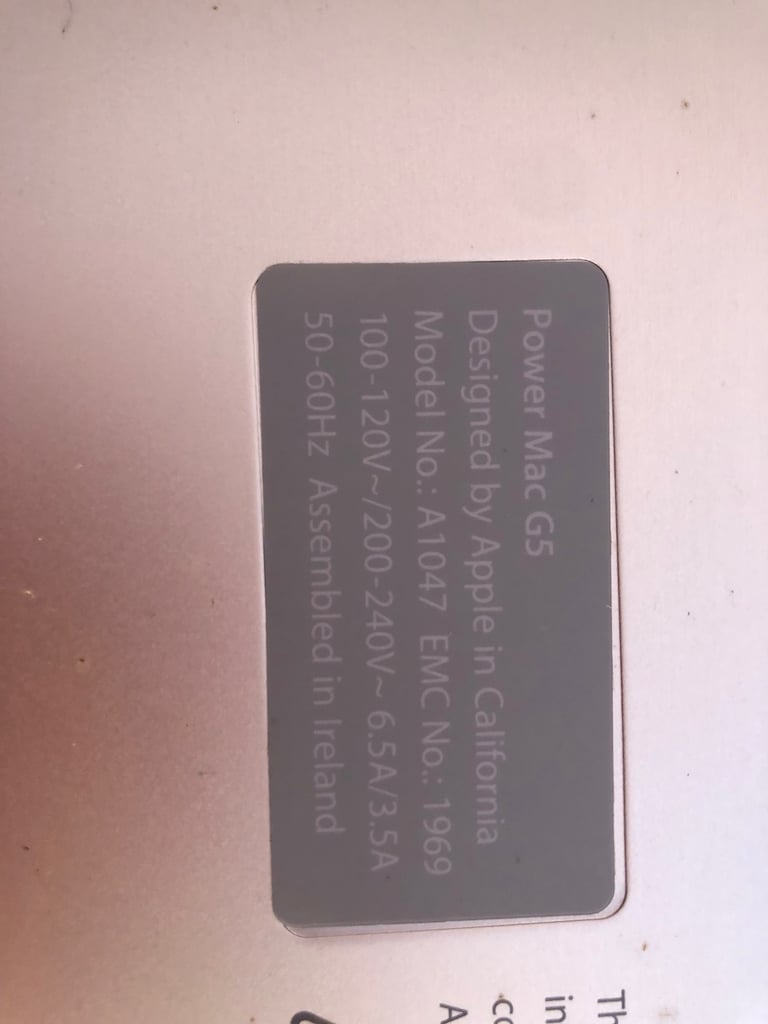 Power Mac G5
Designed by Apple in California
Model No.: A1047 EMC No.: 1969
100-120V~/200-240V~ 6.5A/3.5A
50-60Hz Assembled in Ireland